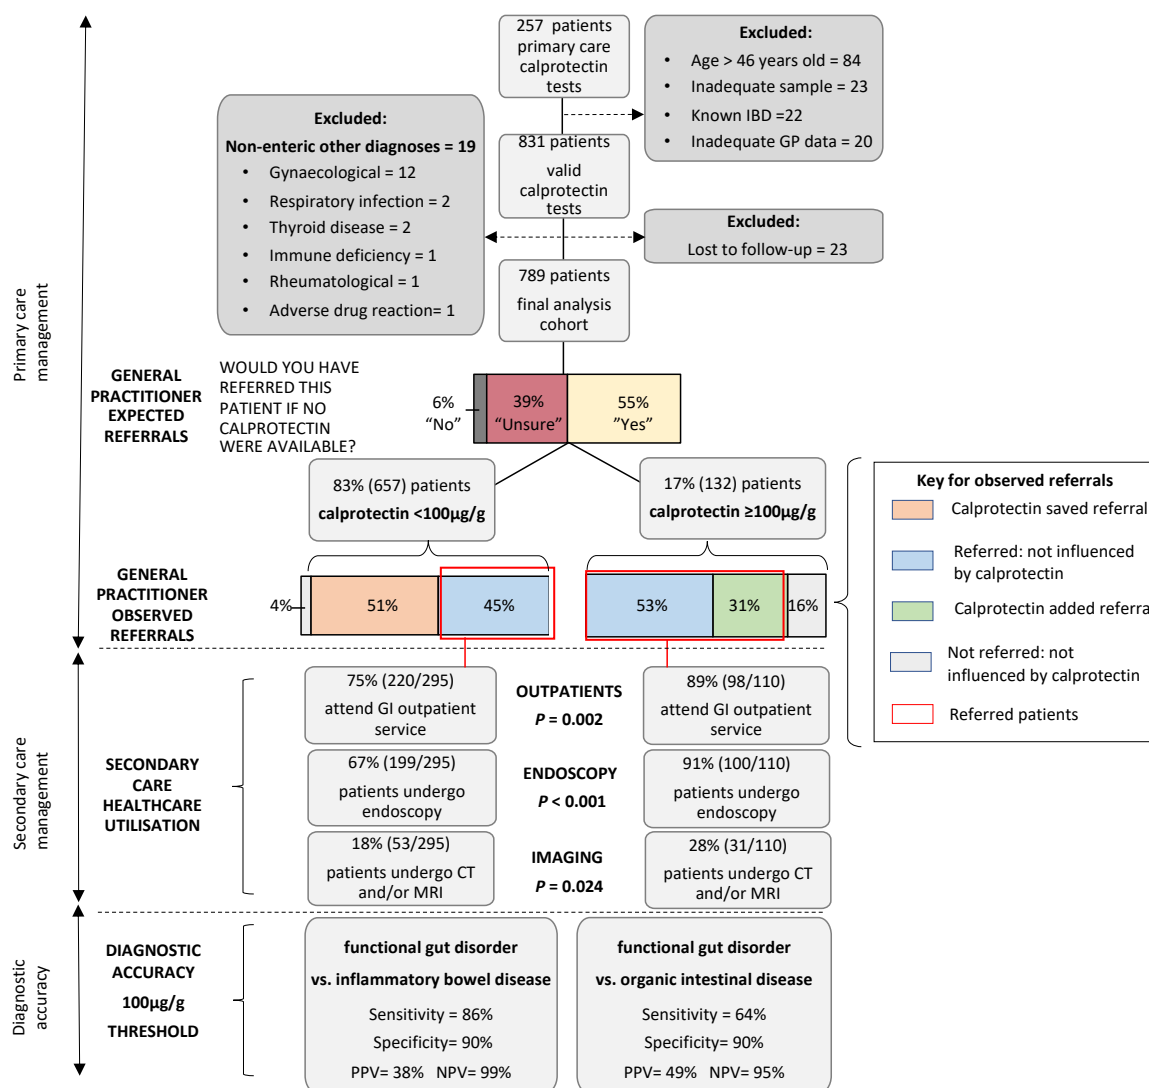 257 patients
primary care
calprotectin
tests
Excluded:
• Age > 46 years old = 84
• Inadequate sample = 23
• Known IBD =22
• Inadequate GP data = 20
831 patients
valid
calprotectin
tests
Excluded:
Non-enteric other diagnoses = 19
• Gynaecological = 12
• Respiratory infection = 2
• Thyroid disease = 2
• Immune deficiency = 1
• Rheumatological = 1
• Adverse drug reaction= 1
Excluded:
Lost to follow-up = 23
789 patients
final analysis
cohort
Primary care
management
GENERAL
PRACTITIONER
EXPECTED
REFERRALS
WOULD YOU HAVE
REFERRED THIS
PATIENT IF NO
CALPROTECTIN
WERE AVAILABLE?
6%
“No”
39%
“Unsure”
55%
”Yes”
83% (657) patients
calprotectin <100µg/g
17% (132) patients
calprotectin ≥100µg/g
GENERAL
PRACTITIONER
OBSERVED
REFERRALS
4%
51%
45%
53%
31%
16%
Key for observed referrals
Calprotectin saved referral
Referred: not influenced
by calprotectin
Calprotectin added referra
Not referred: not
influenced by calprotectin
Referred patients
Secondary care
management
SECONDARY
CARE
HEALTHCARE
UTILISATION
75% (220/295)
attend GI outpatient
service
OUTPATIENTS
P = 0.002
89% (98/110)
attend GI outpatient
service
67% (199/295)
patients undergo
endoscopy
ENDOSCOPY
P < 0.001
91% (100/110)
patients undergo
endoscopy
18% (53/295)
patients undergo CT
and/or MRI
IMAGING
P = 0.024
28% (31/110)
patients undergo CT
and/or MRI
Diagnostic
accuracy
DIAGNOSTIC
ACCURACY
100µg/g
THRESHOLD
functional gut disorder
vs. inflammatory bowel disease
Sensitivity = 86%
Specificity= 90%
PPV= 38% NPV= 99%
functional gut disorder
vs. organic intestinal disease
Sensitivity = 64%
Specificity= 90%
PPV= 49% NPV= 95%